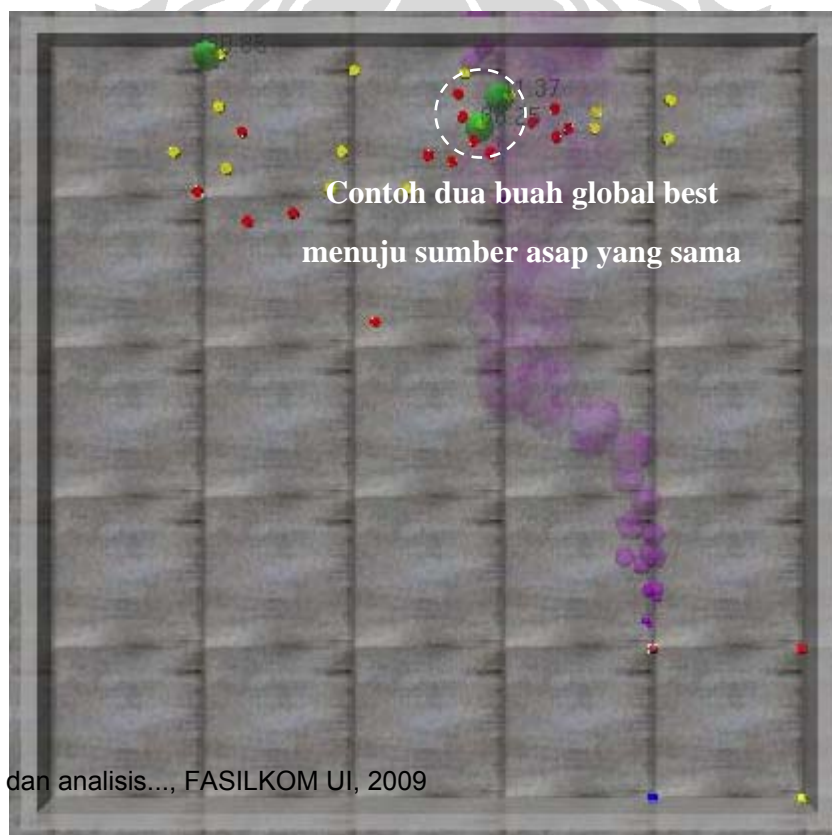 Contoh dua buah global best
menuju sumber asap yang sama
dan analisis..., FASILKOM UI, 2009